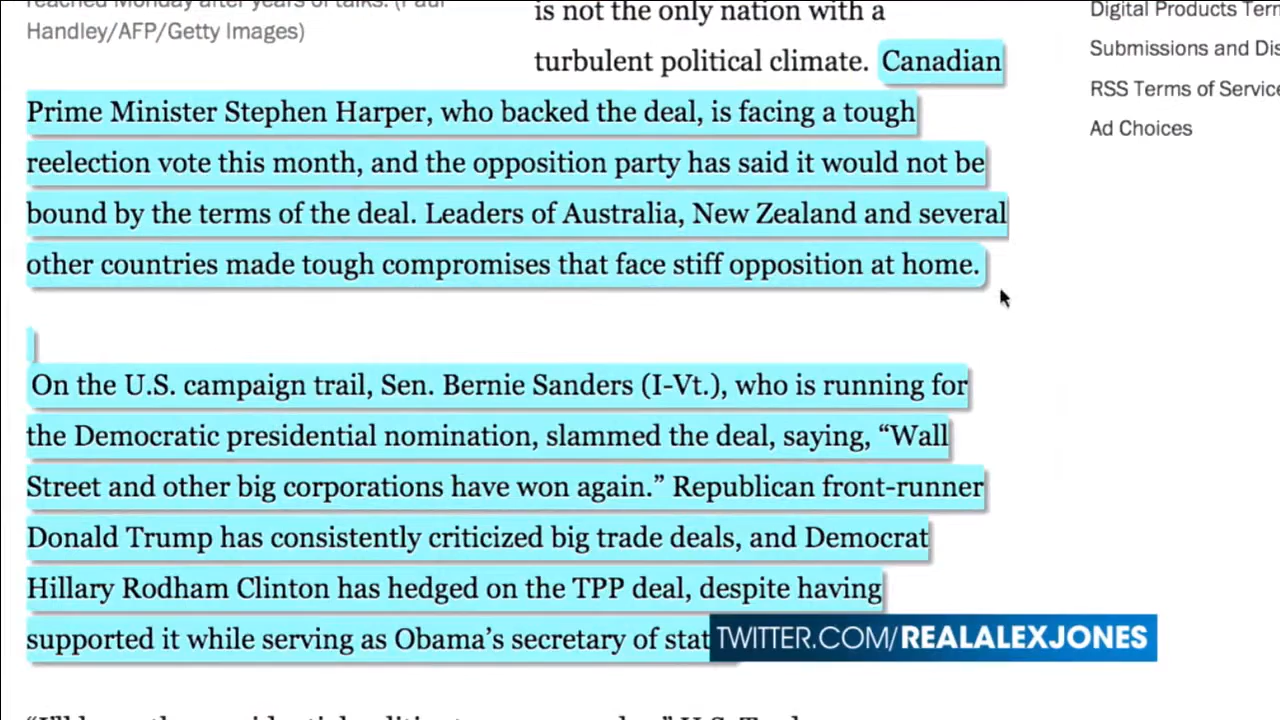 reached Monday after years of talks. (Paul
Handley/AFP/Getty Images)
is not the only nation with a
turbulent political climate. Canadian
Prime Minister Stephen Harper, who backed the deal, is facing a tough
reelection vote this month, and the opposition party has said it would not be
bound by the terms of the deal. Leaders of Australia, New Zealand and several
other countries made tough compromises that face stiff opposition at home.
On the U.S. campaign trail, Sen. Bernie Sanders (I-Vt.), who is running for
the Democratic presidential nomination, slammed the deal, saying, “Wall
Street and other big corporations have won again.” Republican front-runner
Donald Trump has consistently criticized big trade deals, and Democrat
Hillary Rodham Clinton has hedged on the TPP deal, despite having
supported it while serving as Obama’s secretary of stat
TWITTER.COM/REALALEXJONES
Digital Products Term
Submissions and Dis
RSS Terms of Service
Ad Choices